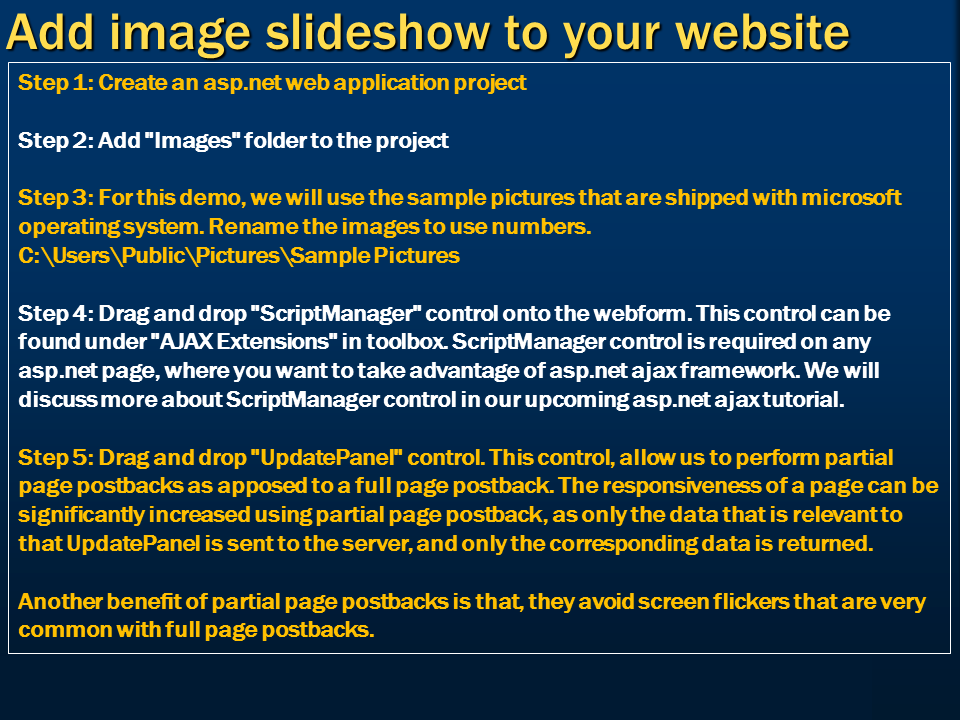 Add image slideshow to your website
Step 1: Create an asp.net web application project
Step 2: Add "Images" folder to the project
Step 3: For this demo, we will use the sample pictures that are shipped with microsoft
operating system. Rename the images to use numbers.
C:\Users\Public\Pictures\Sample Pictures
Step 4: Drag and drop "ScriptManager" control onto the webform. This control can be
found under "AJAX Extensions" in toolbox. ScriptManager control is required on any
asp.net page, where you want to take advantage of asp.net ajax framework. We will
discuss more about ScriptManager control in our upcoming asp.net ajax tutorial.
Step 5: Drag and drop "UpdatePanel" control. This control, allow us to perform partial
page postbacks as apposed to a full page postback. The responsiveness of a page can be
significantly increased using partial page postback, as only the data that is relevant to
that UpdatePanel is sent to the server, and only the corresponding data is returned.
Another benefit of partial page postbacks is that, they avoid screen flickers that are very
common with full page postbacks.